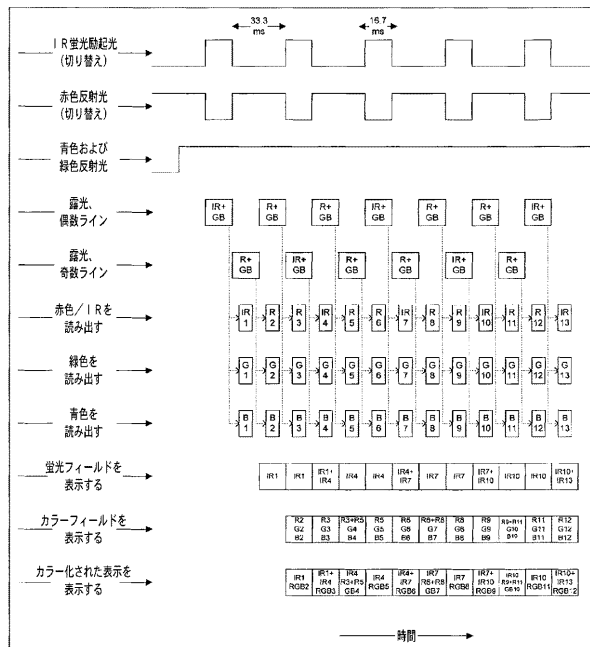 33.3 ms
16.7 ms
IR蛍光励起光
(切り替え)
赤色反射光
(切り替え)
青色および
緑色反射光
露光、
偶数ライン
IR+ GB
R+ GB
R+ GB
IR+ GB
R+ GB
R+ GB
IR+ GB
露光、
奇数ライン
R+ GB
IR+ GB
R+ GB
R+ GB
IR+ GB
R+ GB
赤色/IRを
読み出す
IR 1
R 2
R 3
IR 4
R 5
R 6
IR 7
R 8
R 9
IR 10
R 11
R 12
IR 13
緑色を
読み出す
G 1
G 2
G 3
G 4
G 5
G 6
G 7
G 8
G 9
G 10
G 11
G 12
G 13
青色を
読み出す
B 1
B 2
B 3
B 4
B 5
B 6
B 7
B 8
B 9
B 10
B 11
B 12
B 13
蛍光フィールドを
表示する
IR1
IR1
IR1+ IR4
IR4
IR4
IR4+ IR7
IR7
IR7
IR7+ IR10
IR10
IR10
IR10+ IR13
カラーフィールドを
表示する
R2 G2 B2
R3 G3 B3
R3+R5 G4 B4
R5 G5 B5
R6 G6 B6
R6+R8 G7 B7
R8 G8 B8
R9 G9 B9
R9+R11 G10 B10
R11 G11 B11
R12 G12 B12
カラー化された表示を
表示する
IR1 RGB2
IR1+ IR4 RGB3
IR4 R3+R5 GB4
IR4 RGB5
IR4+ IR7 RGB6
IR7 R6+R8 GB7
IR7 RGB8
IR7+ IR10 RGB9
IR10 R9+R11 GB10
IR10 RGB11
IR10+ IR13 RGB12
時間